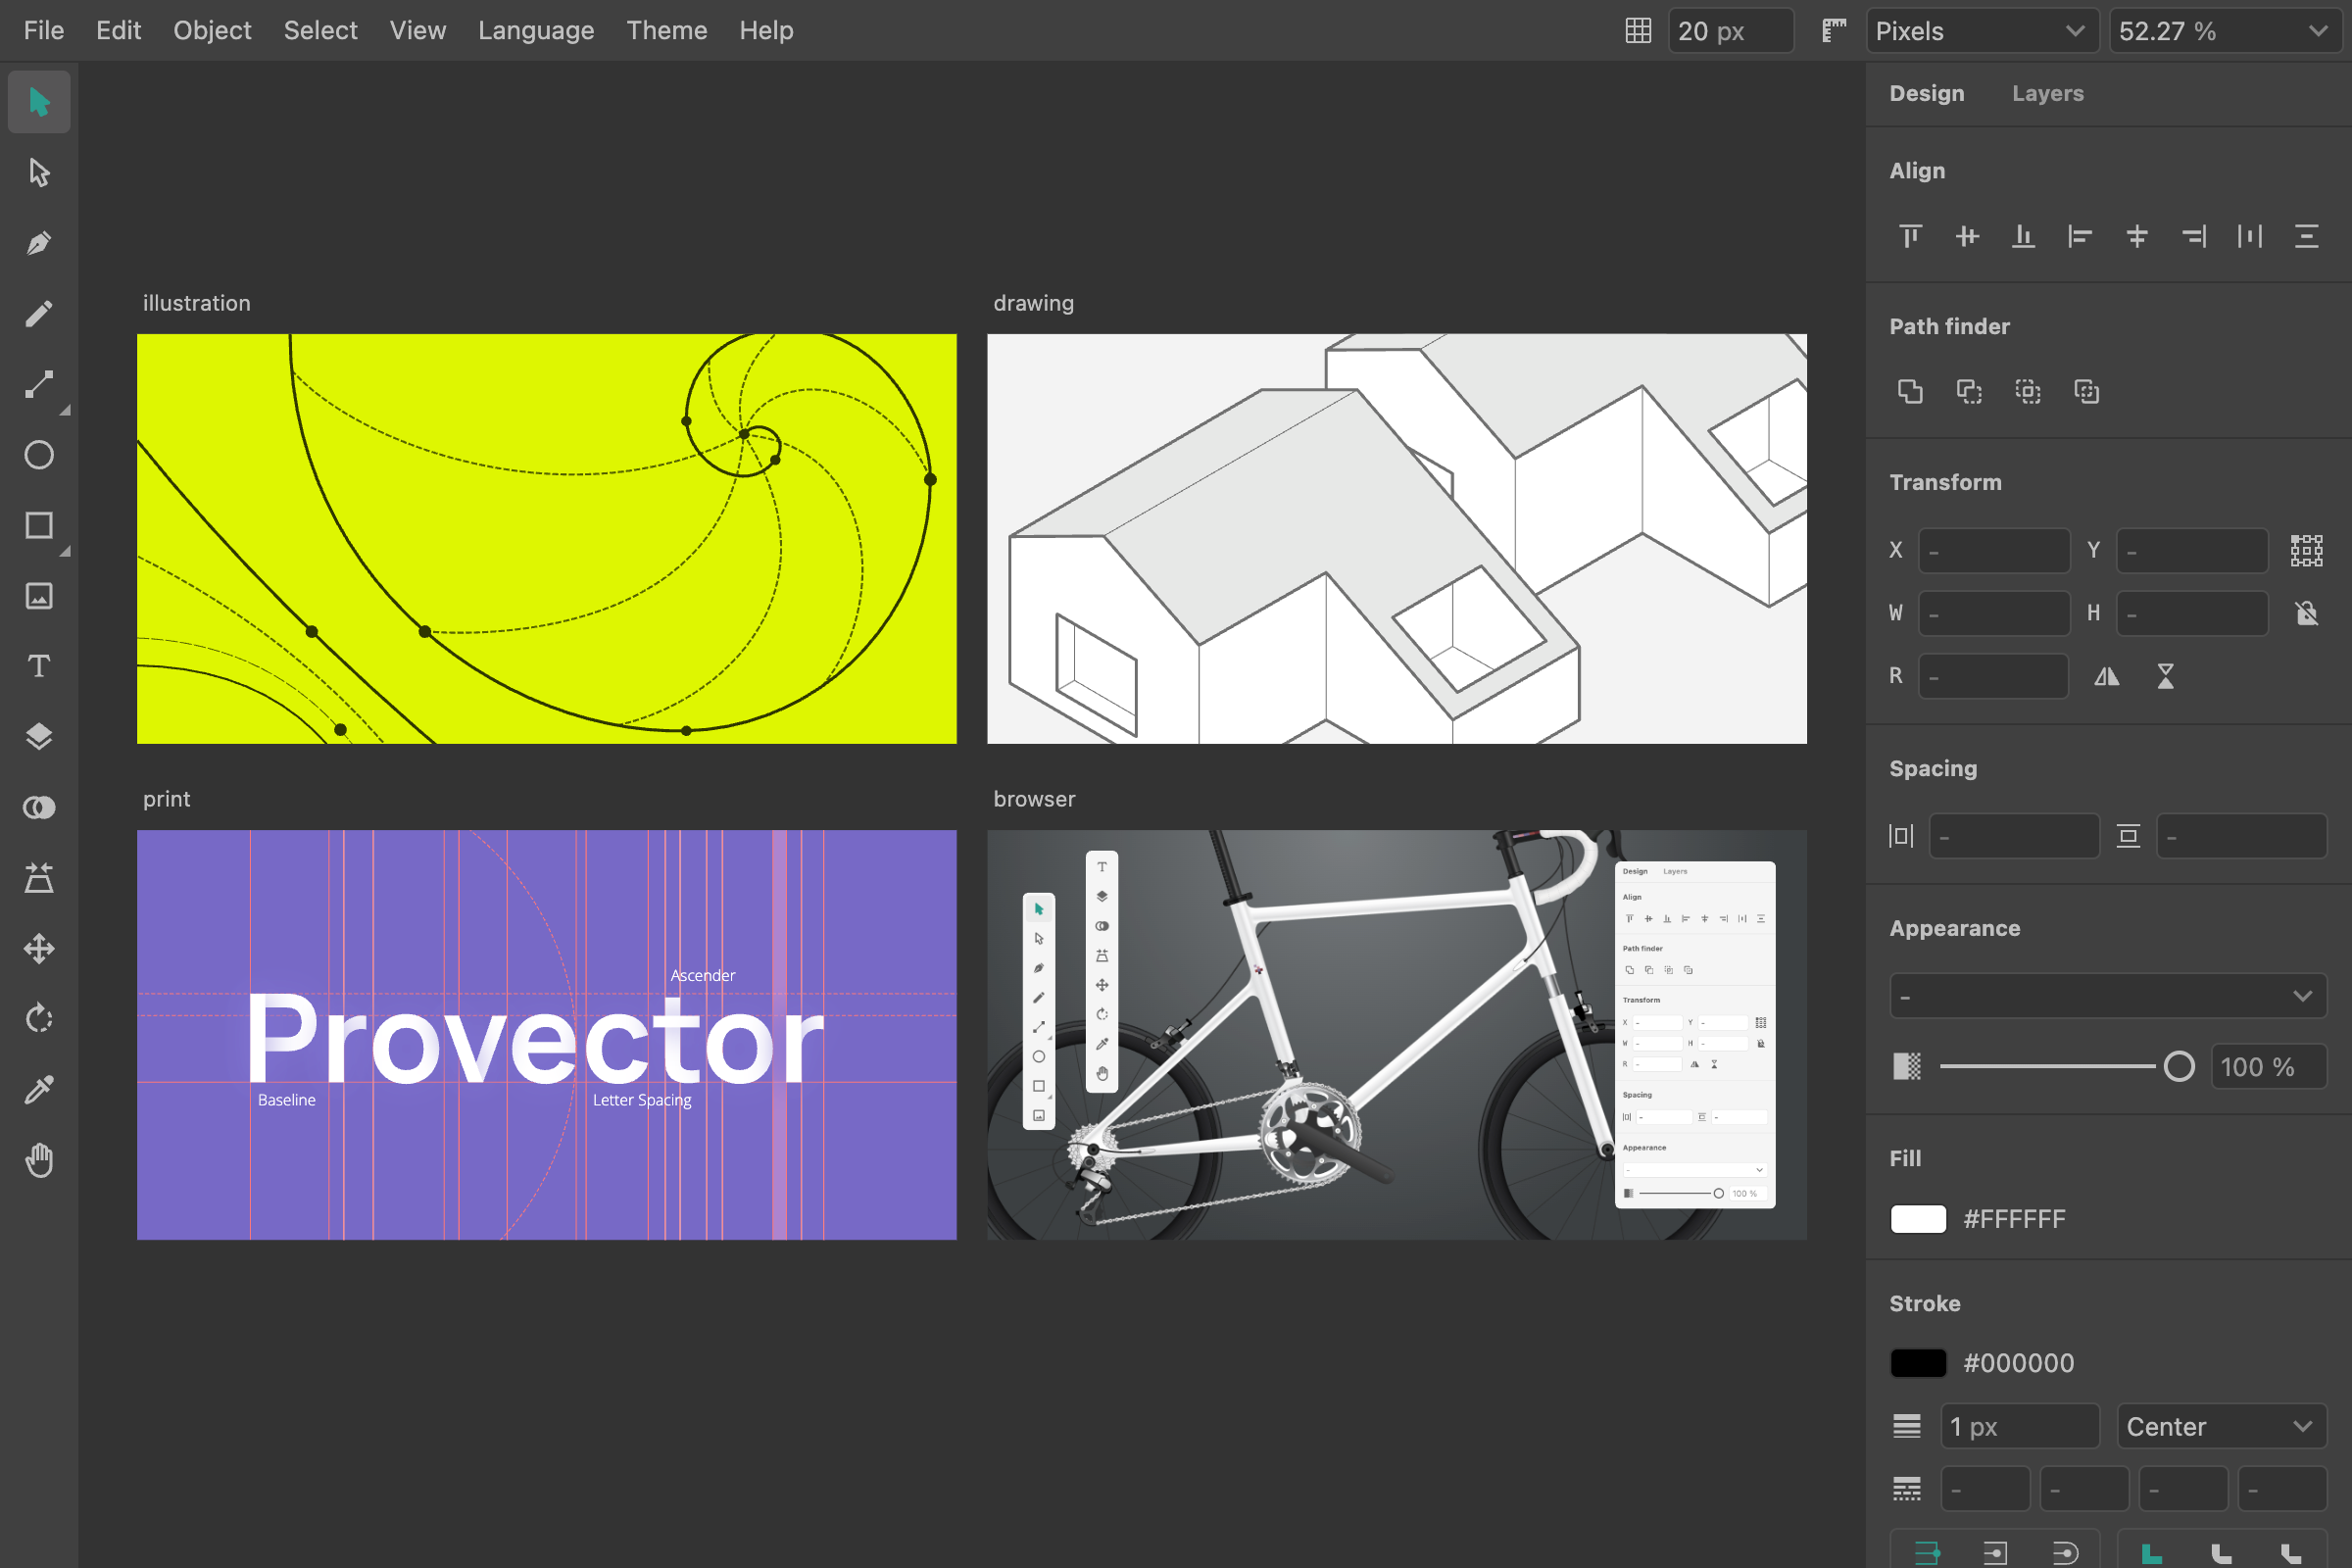 File Edit Object Select View Language Theme Help
20 px Pixels 52.27 %
Design Layers
Align
Path finder
Transform
X - Y -
W - H -
R -
Spacing
- -
Appearance
-
100 %
Fill
#FFFFFF
Stroke
#000000
1 px Center
- - - -
illustration
drawing
print
Ascender
Provector
Baseline
Letter Spacing
browser
T
Design Layers
Align
Path finder
Transform
X - Y -
W - H -
R -
Spacing
- -
Appearance
-
100 %